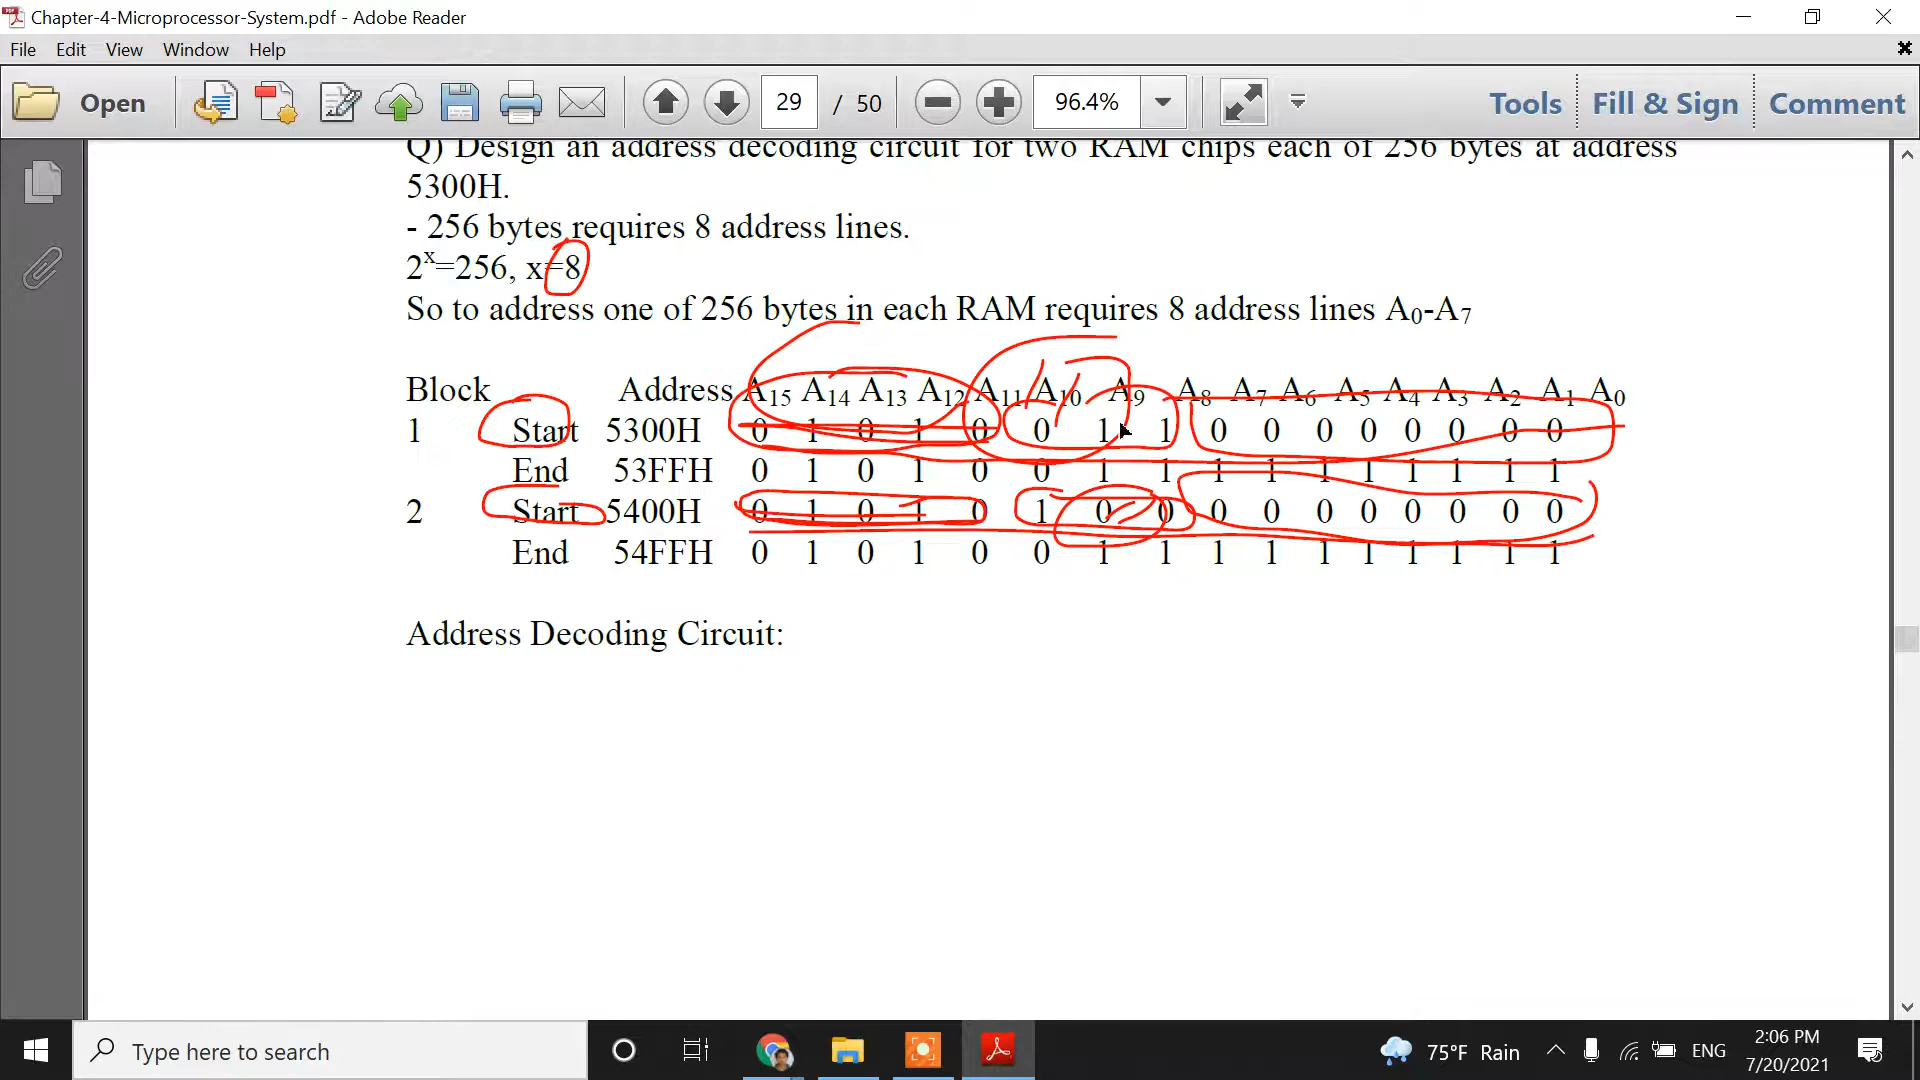 Chapter-4-Microprocessor-System.pdf - Adobe Reader
File Edit View Window Help
Open 29 / 50 96.4% Tools Fill & Sign Comment
Q) Design an address decoding circuit for two RAM chips each of 256 bytes at address
5300H.
- 256 bytes requires 8 address lines.
2ˣ=256, x=8
So to address one of 256 bytes in each RAM requires 8 address lines A₀-A₇
Block Address A₁₅ A₁₄ A₁₃ A₁₂ A₁₁ A₁₀ A₉ A₈ A₇ A₆ A₅ A₄ A₃ A₂ A₁ A₀
1 Start 5300H 0 1 0 1 0 0 1 1 0 0 0 0 0 0 0 0
End 53FFH 0 1 0 1 0 0 1 1 1 1 1 1 1 1 1 1
2 Start 5400H 0 1 0 1 0 1 0 0 0 0 0 0 0 0 0 0
End 54FFH 0 1 0 1 0 0 1 1 1 1 1 1 1 1 1 1
Address Decoding Circuit:
Type here to search 75°F Rain ENG 2:06 PM
7/20/2021